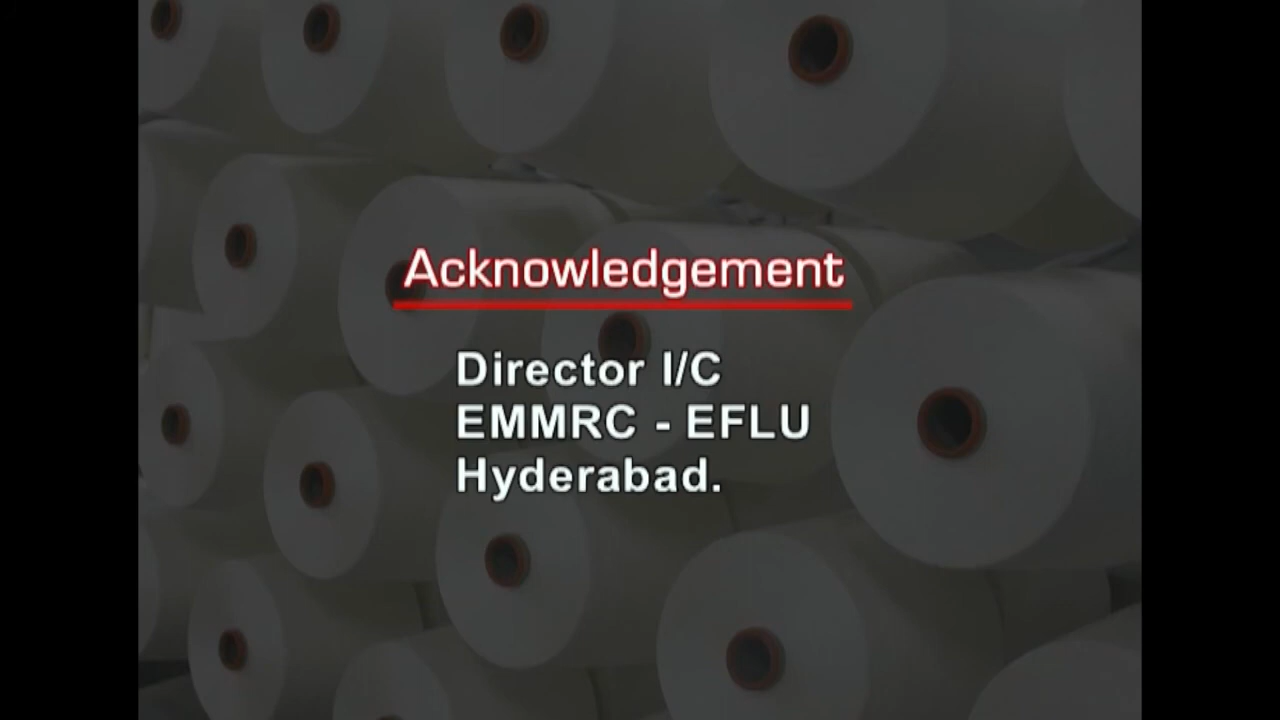 Acknowledgement
Director I/C
EMMRC - EFLU
Hyderabad.